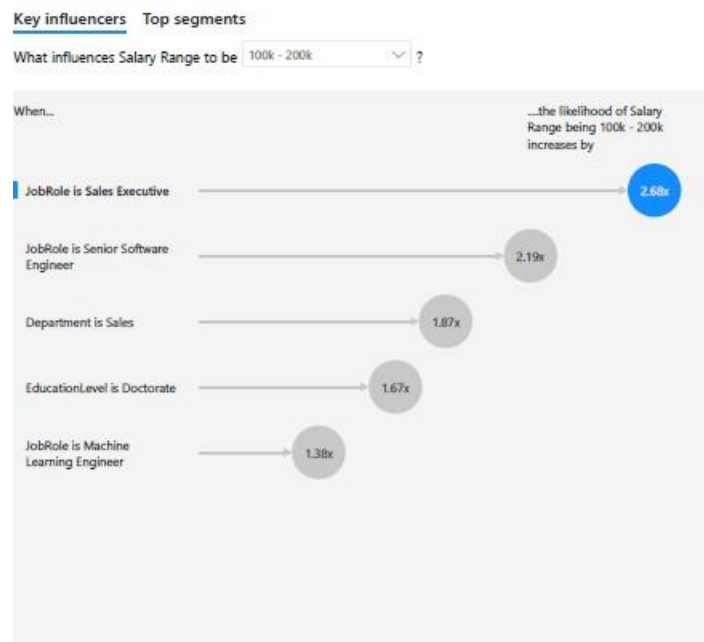 Key influencers Top segments
What influences Salary Range to be 100k - 200k ?
When...
....the likelihood of Salary
Range being 100k - 200k
increases by
JobRole is Sales Executive
2.68x
JobRole is Senior Software
Engineer
2.19x
Department is Sales
1.87x
EducationLevel is Doctorate
1.67x
JobRole is Machine
Learning Engineer
1.38x